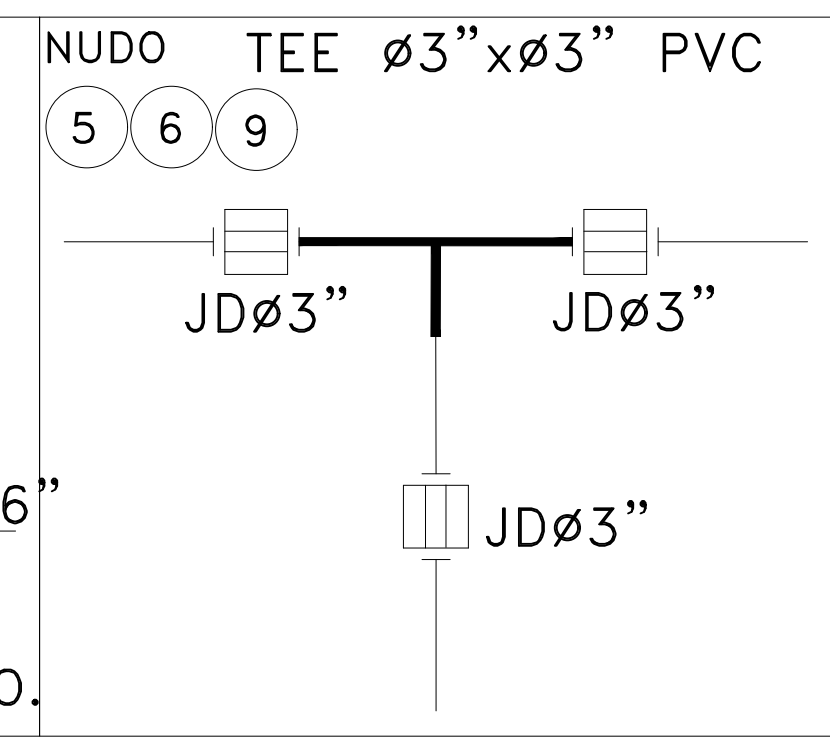 NUDO TEE ø3”xø3” PVC
5 6 9
JDø3” JDø3”
6”
JDø3”
O.